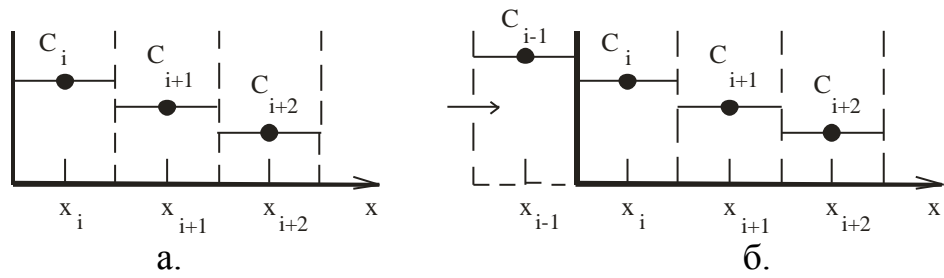 C i
C i+1
C i+2
x i
x i+1
x i+2
x
а.
C i-1
C i
C i+1
C i+2
x i-1
x i
x i+1
x i+2
x
б.